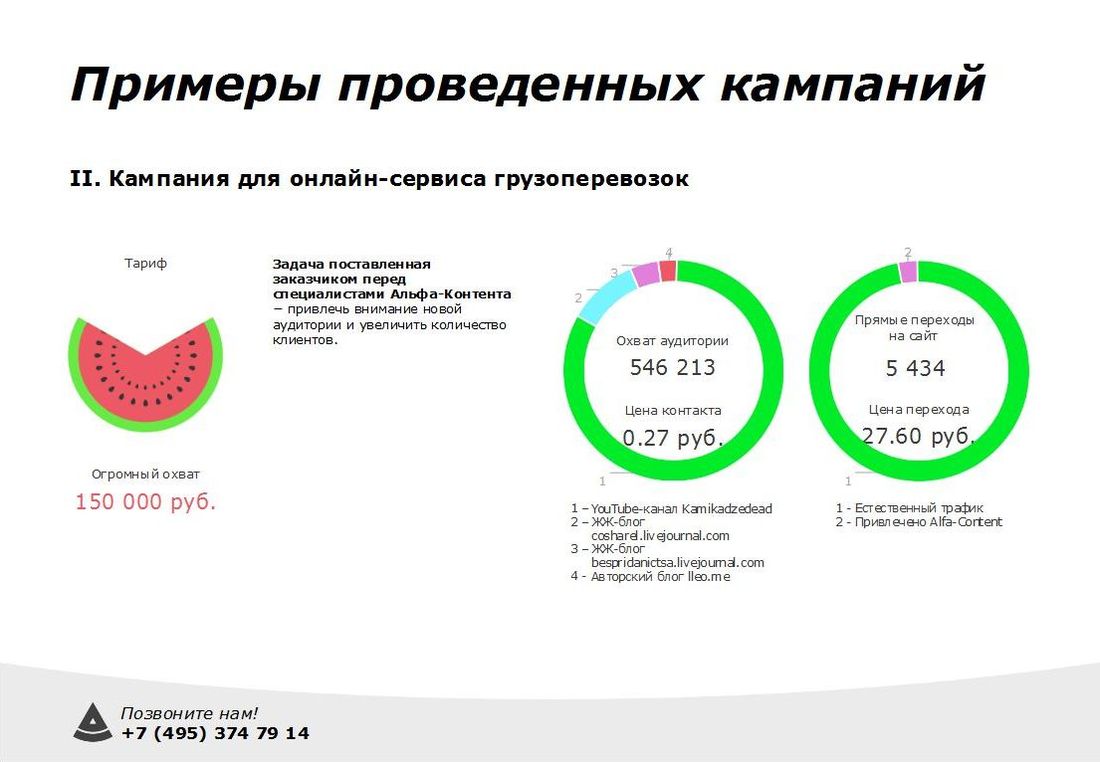 Примеры проведенных кампаний
II. Кампания для онлайн-сервиса грузоперевозок
Тариф
Огромный охват
150 000 руб.
Задача поставленная
заказчиком перед
специалистами Альфа-Контента
– привлечь внимание новой
аудитории и увеличить количество
клиентов.
4
3
2
Охват аудитории
546 213
Цена контакта
0.27 руб.
1
1 – YouTube-канал Kamikadzedead
2 – ЖЖ-блог
cosharel.livejournal.com
3 – ЖЖ-блог
bespridanictsa.livejournal.com
4 - Авторский блог lleo.me
2
Прямые переходы
на сайт
5 434
Цена перехода
27.60 руб.
1
1 - Естественный трафик
2 - Привлечено Alfa-Content
Позвоните нам!
+7 (495) 374 79 14